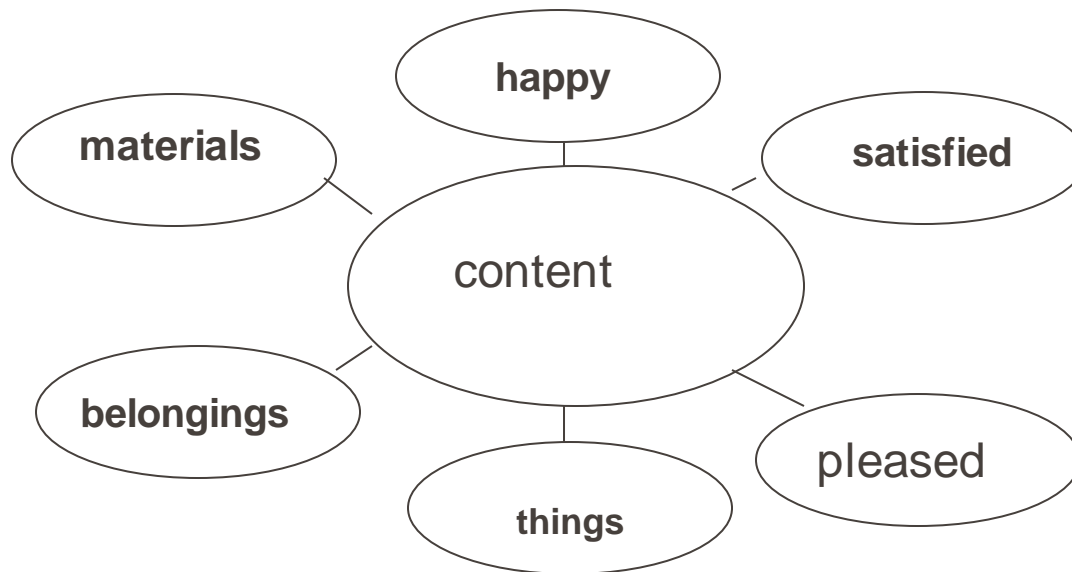 happy
materials
satisfied
content
belongings
pleased
things